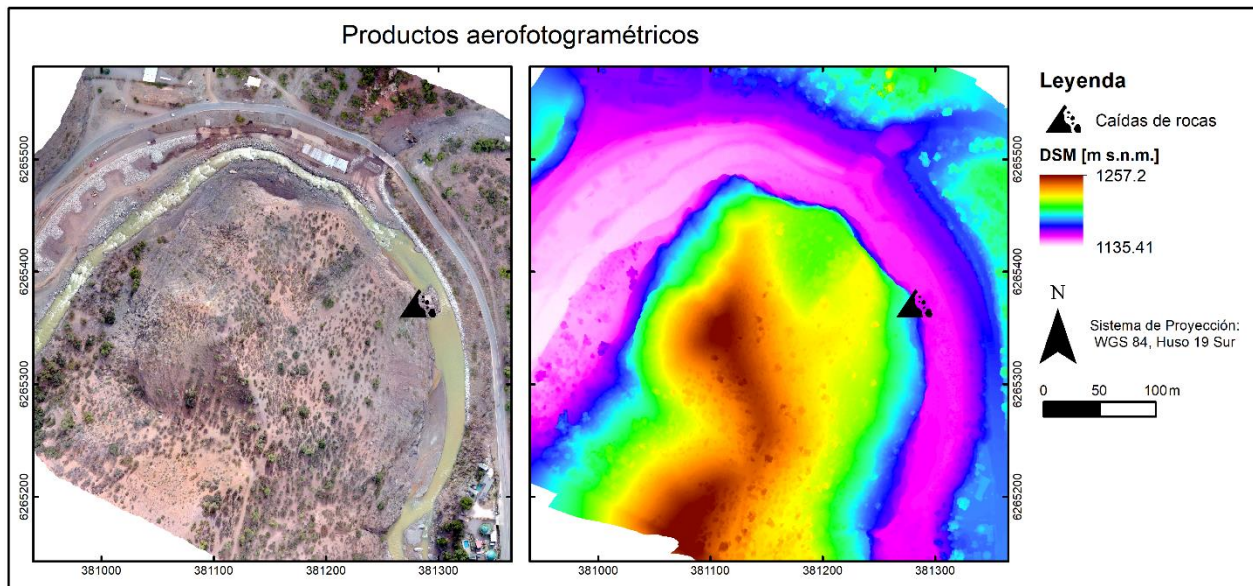 Productos aerofotogramétricos
6265500
6265400
6265300
6265200
381000
381100
381200
381300
6265500
6265400
6265300
6265200
381000
381100
381200
381300
Leyenda
Caídas de rocas
DSM [m s.n.m.]
1257.2
1135.41
N
Sistema de Proyección:
WGS 84, Huso 19 Sur
0 50 100 m